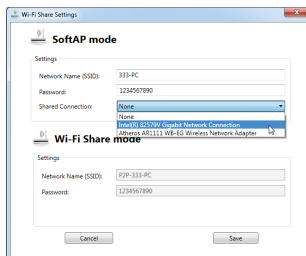 Wi-Fi Share Settings
SoftAP mode
Settings
Network Name (SSID): 333-PC
Password: 1234567890
Shared Connection: None
None
Intel(R) 82579V Gigabit Network Connection
Atheros AR1111 WB-EG Wireless Network Adapter
Wi-Fi Share mode
Settings
Network Name (SSID): P2P-333-PC
Password: 1234567890
Cancel Save